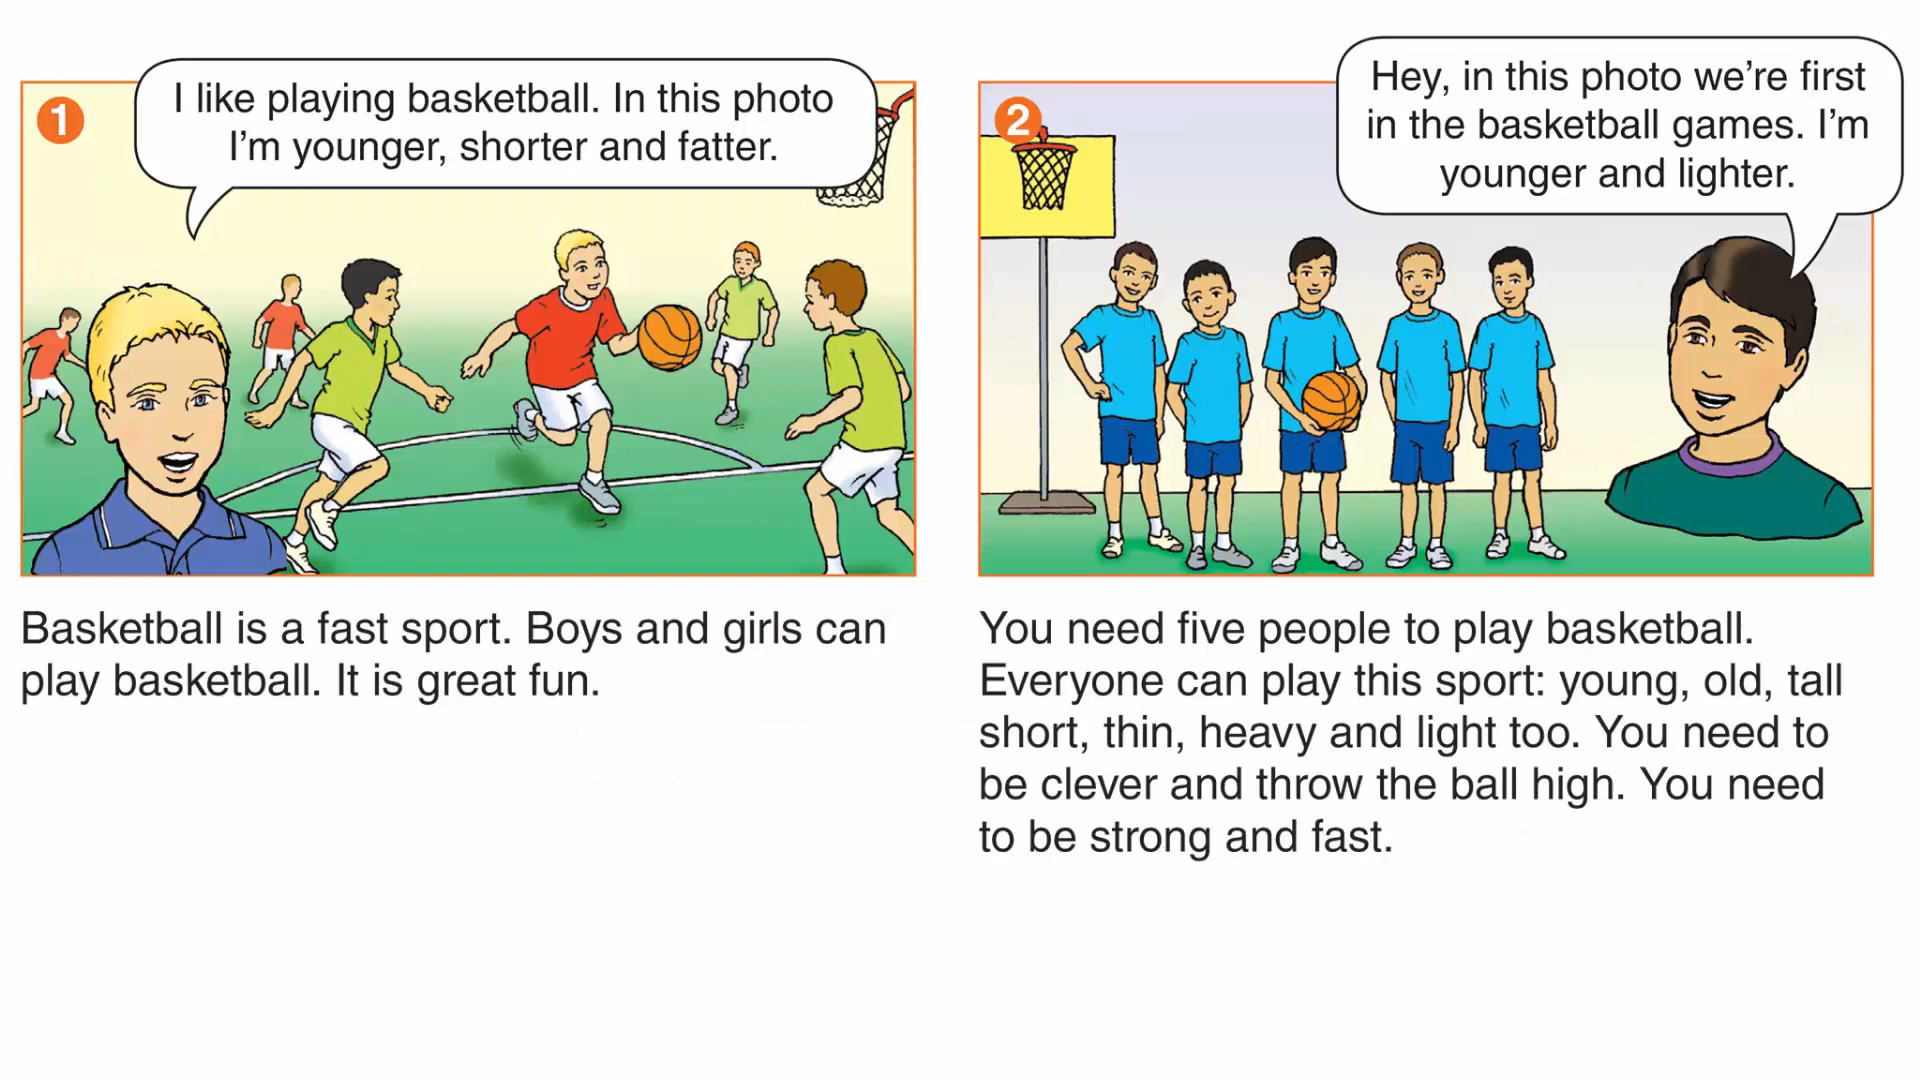 1
I like playing basketball. In this photo
I'm younger, shorter and fatter.
Basketball is a fast sport. Boys and girls can
play basketball. It is great fun.
2
Hey, in this photo we're first
in the basketball games. I'm
younger and lighter.
You need five people to play basketball.
Everyone can play this sport: young, old, tall
short, thin, heavy and light too. You need to
be clever and throw the ball high. You need
to be strong and fast.